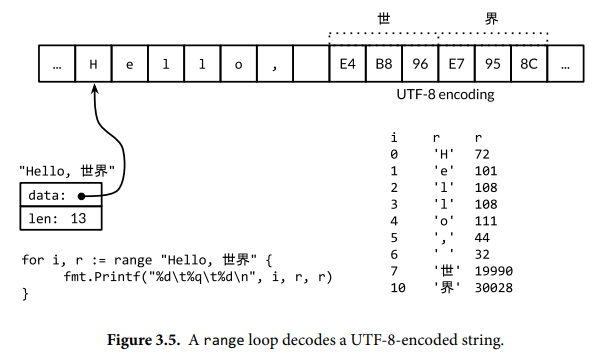 世 界
… H e l l o , E4 B8 96 E7 95 8C …
UTF-8 encoding
"Hello, 世界"
data:
len: 13
for i, r := range "Hello, 世界" {
fmt.Printf("%d\t%q\t%d\n", i, r, r)
}
i r r
0 'H' 72
1 'e' 101
2 'l' 108
3 'l' 108
4 'o' 111
5 ',' 44
6 ' ' 32
7 '世' 19990
10 '界' 30028
Figure 3.5. A range loop decodes a UTF-8-encoded string.